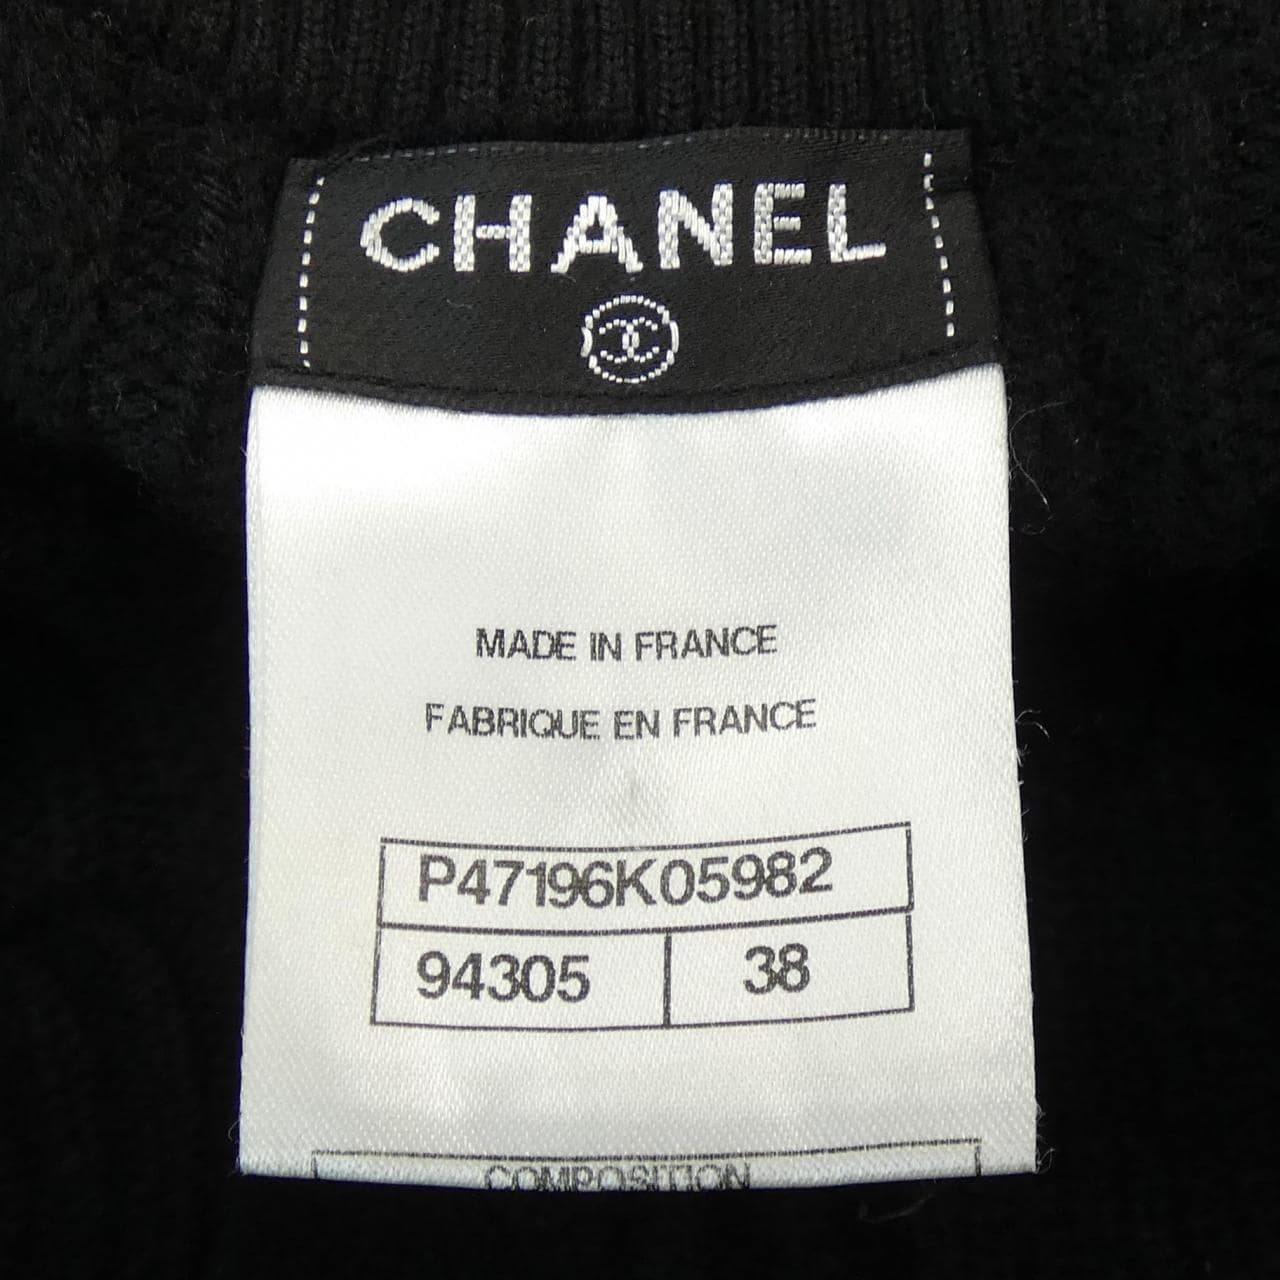 CHANEL
MADE IN FRANCE
FABRIQUE EN FRANCE
P47196K05982
94305 38
COMPOSITION